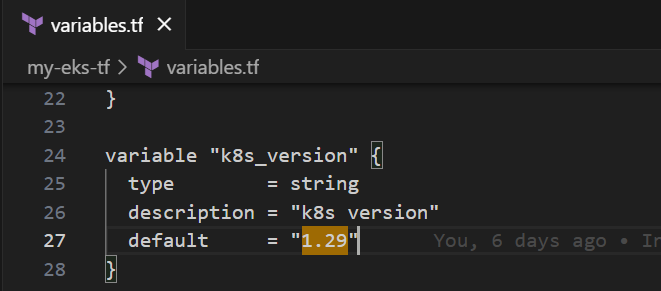 variables.tf
my-eks-tf > variables.tf
22 }
23
24 variable "k8s_version" {
25 type = string
26 description = "k8s version"
27 default = "1.29" You, 6 days ago •
28 }